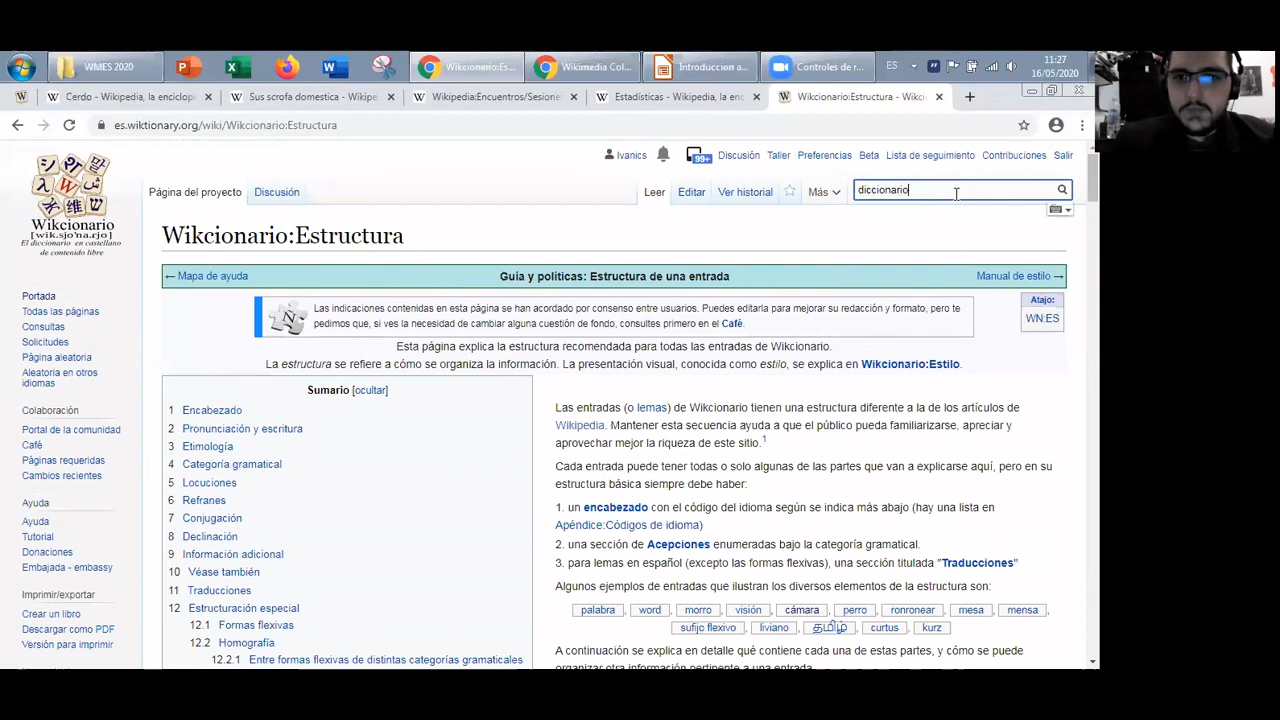 WMES 2020
Wikcionario:Es...
Wikimedia Col...
Introduccion a...
Controles de r...
ES
11:27
16/05/2020
Cerdo - Wikipedia, la enciclop
Sus scrofa domestica - Wikipe
Wikipedia:Encuentros/Sesione
Estadísticas - Wikipedia, la enc
Wikcionario:Estructura - Wikci
es.wiktionary.org/wiki/Wikcionario:Estructura
Ivanics
99+
Discusión
Taller
Preferencias
Beta
Lista de seguimiento
Contribuciones
Salir
Página del proyecto
Discusión
Leer
Editar
Ver historial
Más
diccionario
Wikcionario
[wik.sjo'na.rjo]
El diccionario en castellano
de contenido libre
Portada
Todas las páginas
Consultas
Solicitudes
Página aleatoria
Aleatoria en otros
idiomas
Colaboración
Portal de la comunidad
Café
Páginas requeridas
Cambios recientes
Ayuda
Ayuda
Tutorial
Donaciones
Embajada - embassy
Imprimir/exportar
Crear un libro
Descargar como PDF
Versión para imprimir
Wikcionario:Estructura
← Mapa de ayuda
Guía y políticas: Estructura de una entrada
Manual de estilo →
Las indicaciones contenidas en esta página se han acordado por consenso entre usuarios. Puedes editarla para mejorar su redacción y formato, pero te
pedimos que, si ves la necesidad de cambiar alguna cuestión de fondo, consultes primero en el Café.
Atajo:
WN:ES
Esta página explica la estructura recomendada para todas las entradas de Wikcionario.
La estructura se refiere a cómo se organiza la información. La presentación visual, conocida como estilo, se explica en Wikcionario:Estilo.
Sumario [ocultar]
1 Encabezado
2 Pronunciación y escritura
3 Etimología
4 Categoría gramatical
5 Locuciones
6 Refranes
7 Conjugación
8 Declinación
9 Información adicional
10 Véase también
11 Traducciones
12 Estructuración especial
12.1 Formas flexivas
12.2 Homografía
12.2.1 Entre formas flexivas de distintas categorías gramaticales
Las entradas (o lemas) de Wikcionario tienen una estructura diferente a la de los artículos de
Wikipedia. Mantener esta secuencia ayuda a que el público pueda familiarizarse, apreciar y
aprovechar mejor la riqueza de este sitio.1
Cada entrada puede tener todas o solo algunas de las partes que van a explicarse aquí, pero en su
estructura básica siempre debe haber:
1. un encabezado con el código del idioma según se indica más abajo (hay una lista en
Apéndice:Códigos de idioma)
2. una sección de Acepciones enumeradas bajo la categoría gramatical.
3. para lemas en español (excepto las formas flexivas), una sección titulada "Traducciones"
Algunos ejemplos de entradas que ilustran los diversos elementos de la estructura son:
palabra, word, morro, visión, cámara, perro, ronronear, mesa, mensa,
sufijo flexivo, liviano, தமிழ், curtus, kurz
A continuación se explica en detalle qué contiene cada una de estas partes, y cómo se puede
organizar otra información pertinente a una entrada.